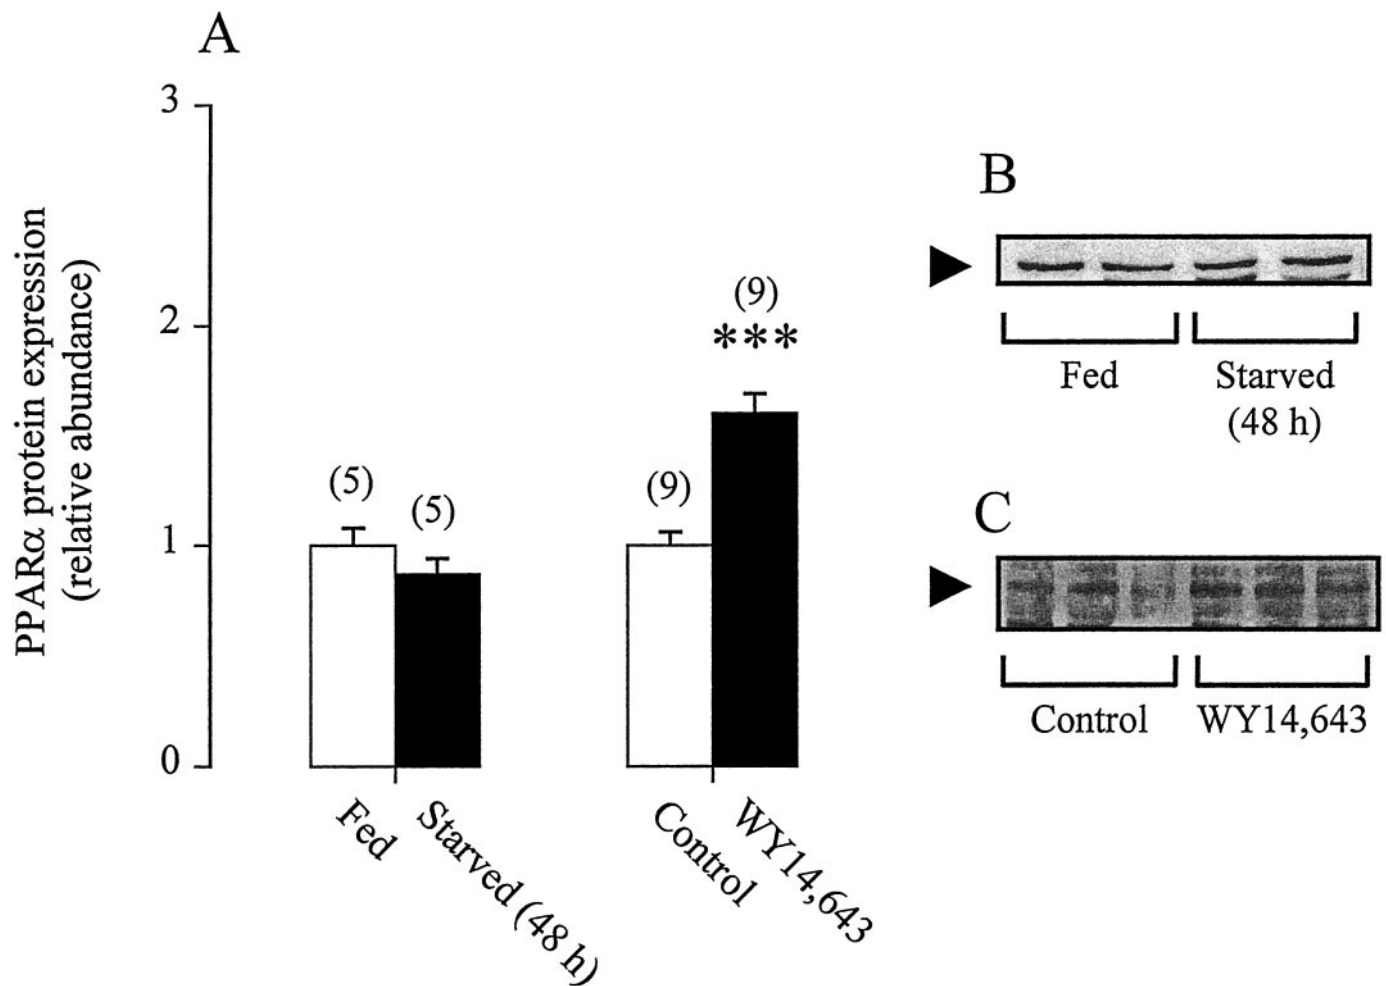 A
3
2
1
0
PPARα protein expression
(relative abundance)
(5)
(5)
(9)
(9)
***
Fed
Starved (48 h)
Control
WY14,643
B
Fed
Starved
(48 h)
C
Control
WY14,643